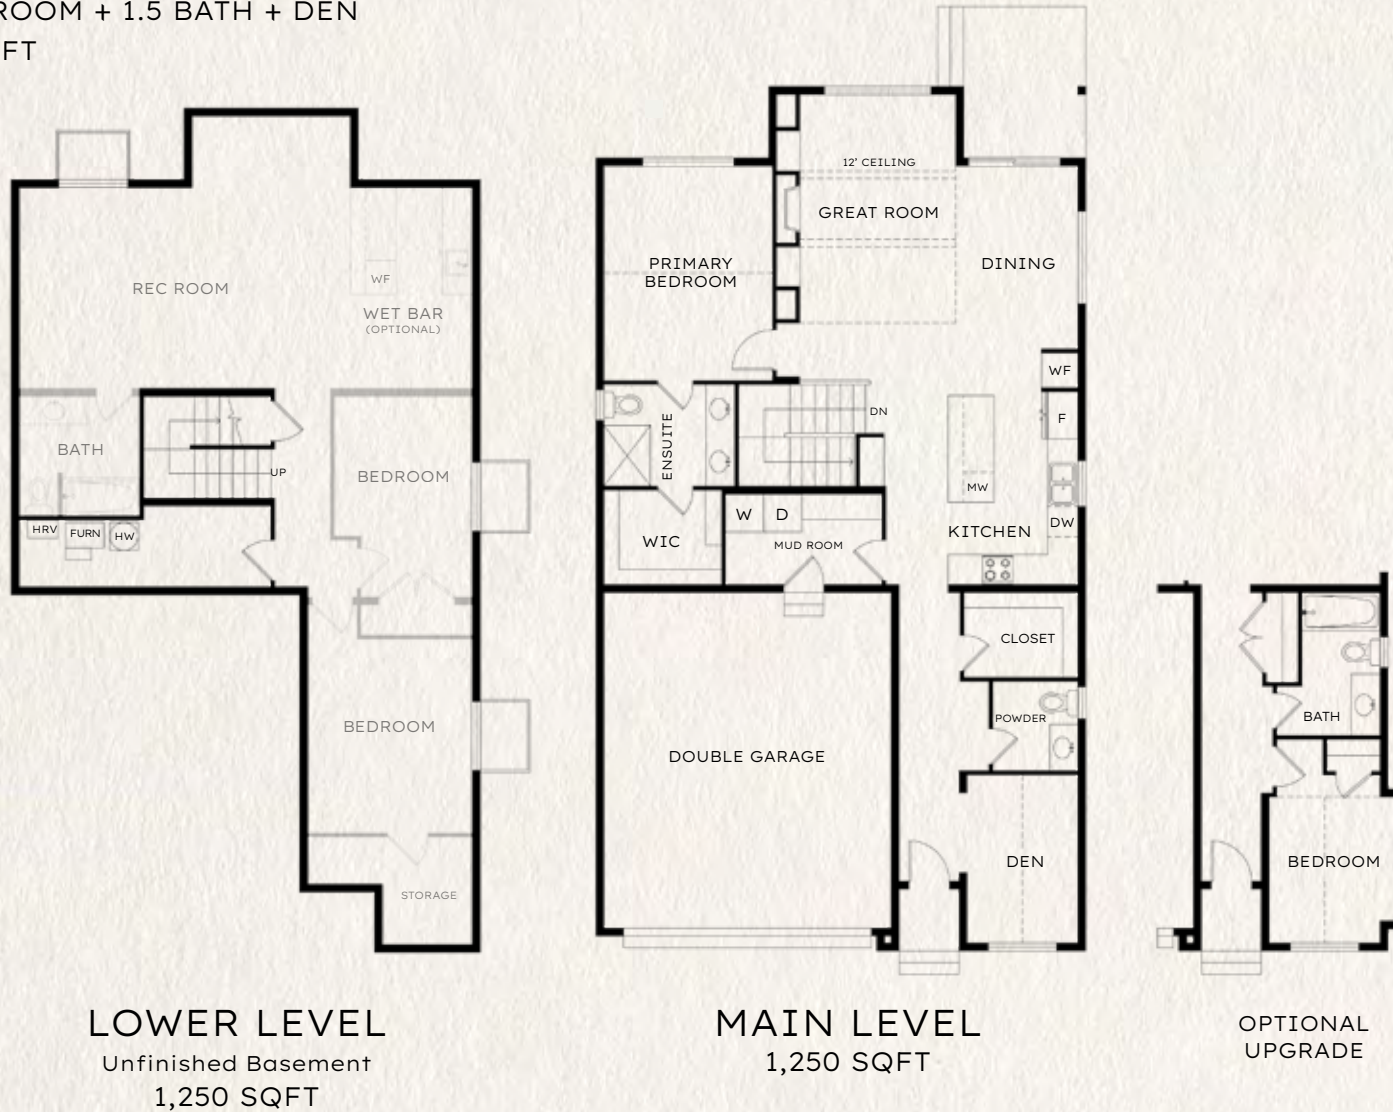 + 1.5 BATH + DEN
FT
REC ROOM
WF
WET BAR
(OPTIONAL)
BATH
UP
BEDROOM
HRV
FURN
HW
BEDROOM
STORAGE
LOWER LEVEL
Unfinished Basement
1,250 SQFT
12' CEILING
GREAT ROOM
PRIMARY
BEDROOM
DINING
WF
F
DN
ENSUITE
MW
W
D
DW
KITCHEN
WIC
MUD ROOM
CLOSET
POWDER
DOUBLE GARAGE
DEN
MAIN LEVEL
1,250 SQFT
BATH
BEDROOM
OPTIONAL
UPGRADE